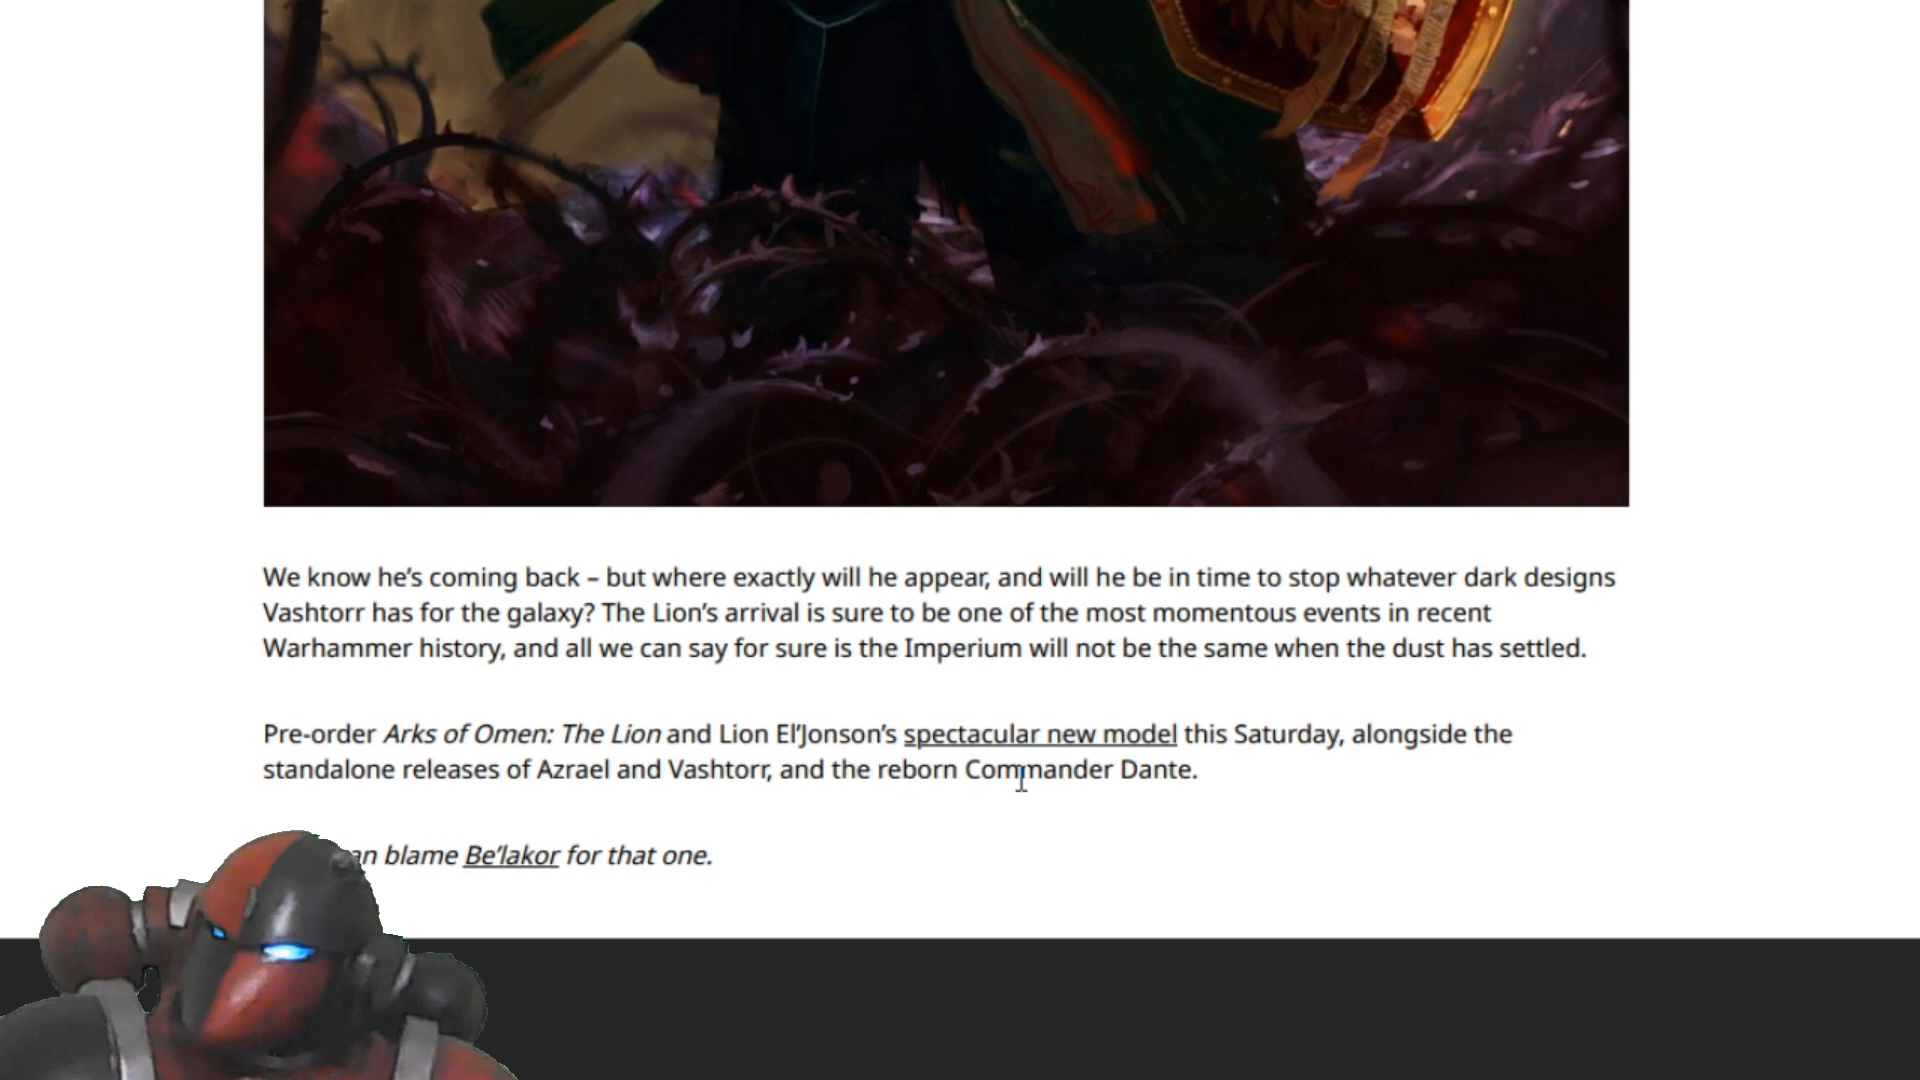 We know he’s coming back – but where exactly will he appear, and will he be in time to stop whatever dark designs
Vashtorr has for the galaxy? The Lion’s arrival is sure to be one of the most momentous events in recent
Warhammer history, and all we can say for sure is the Imperium will not be the same when the dust has settled.
Pre-order Arks of Omen: The Lion and Lion El’Jonson’s spectacular new model this Saturday, alongside the
standalone releases of Azrael and Vashtorr, and the reborn Commander Dante.
blame Be’lakor for that one.